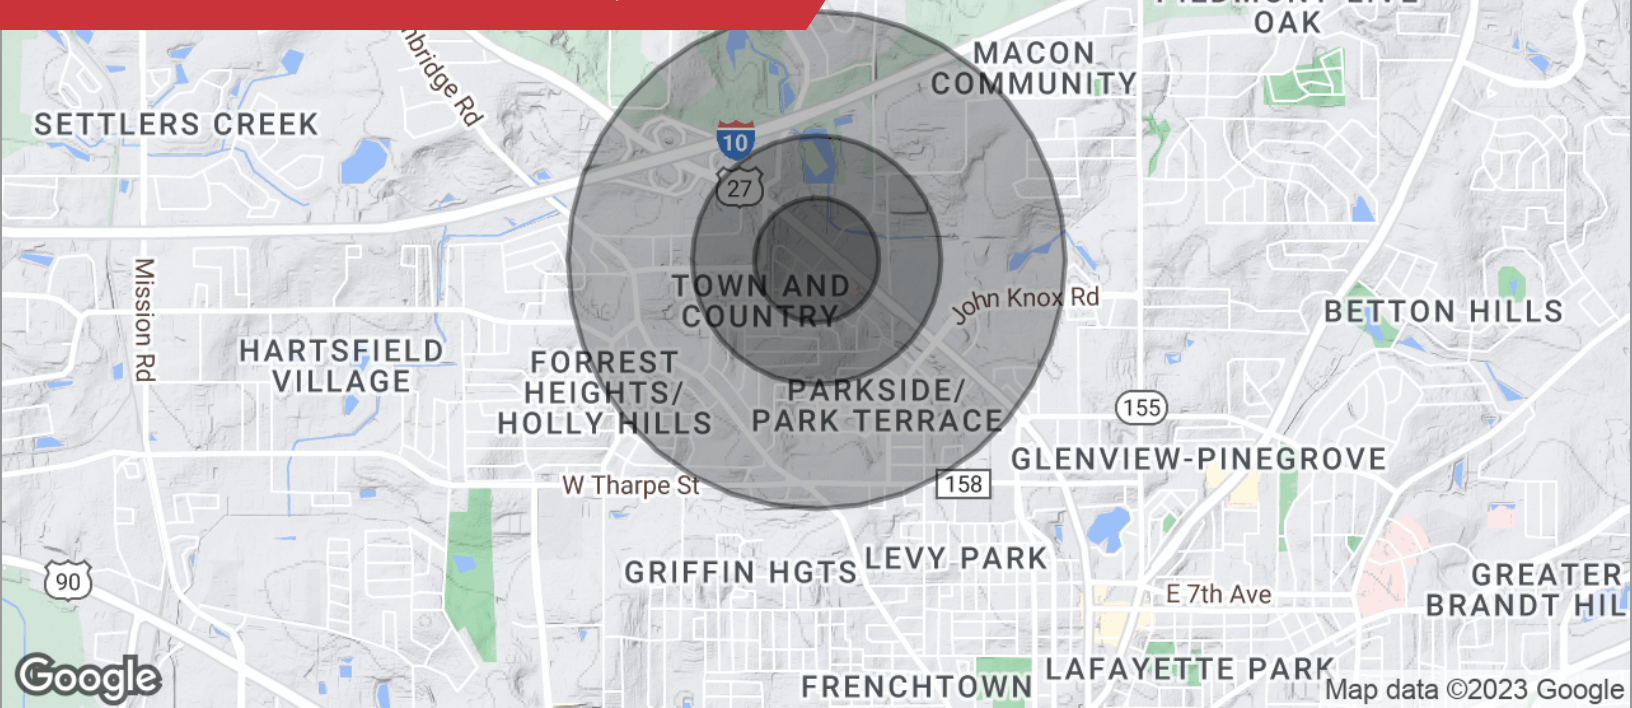 OAK
MACON
COMMUNITY
nbridge Rd
SETTLERS CREEK
10
27
Mission Rd
TOWN AND
COUNTRY
John Knox Rd
BETTON HILLS
HARTSFIELD
VILLAGE
FORREST
HEIGHTS/
HOLLY HILLS
PARKSIDE/
PARK TERRACE
155
GLENVIEW-PINEGROVE
W Tharpe St
158
LEVY PARK
GRIFFIN HGTS
90
E 7th Ave
GREATER
BRANDT HIL
LAFAYETTE PARK
FRENCHTOWN
Google
Map data ©2023 Google